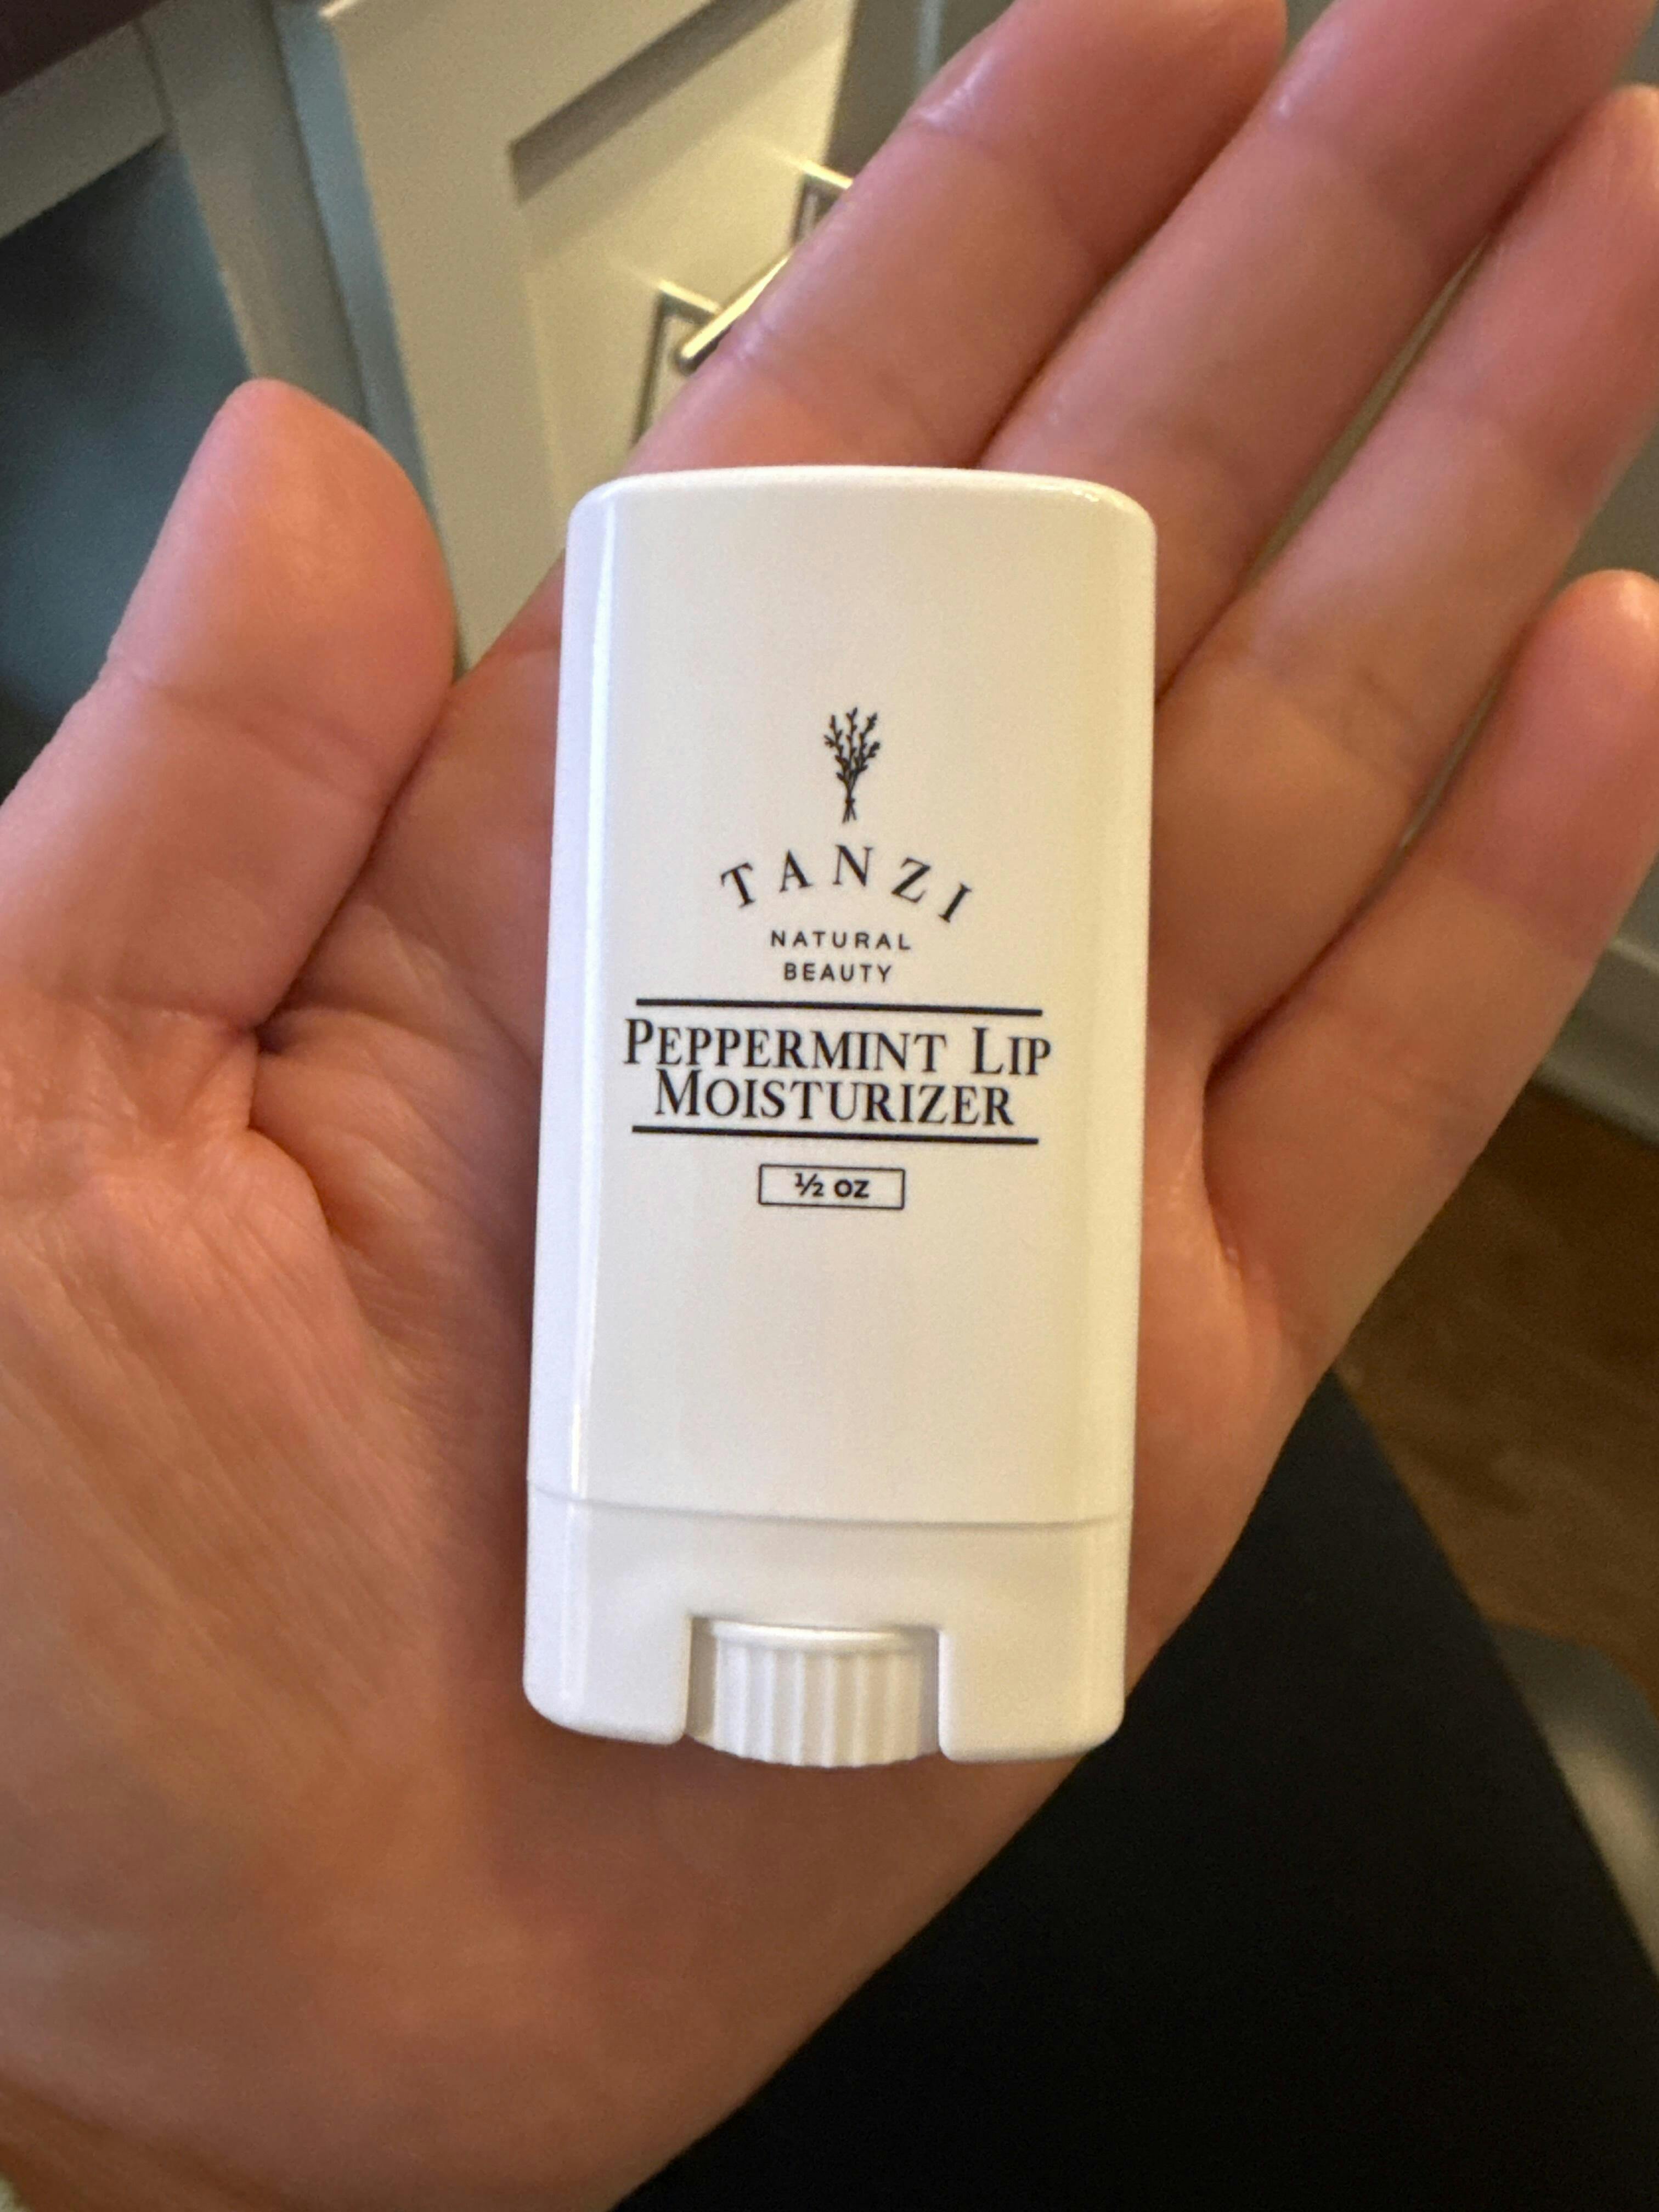 TANZI
NATURAL
BEAUTY
PEPPERMINT LIP
MOISTURIZER
½ OZ